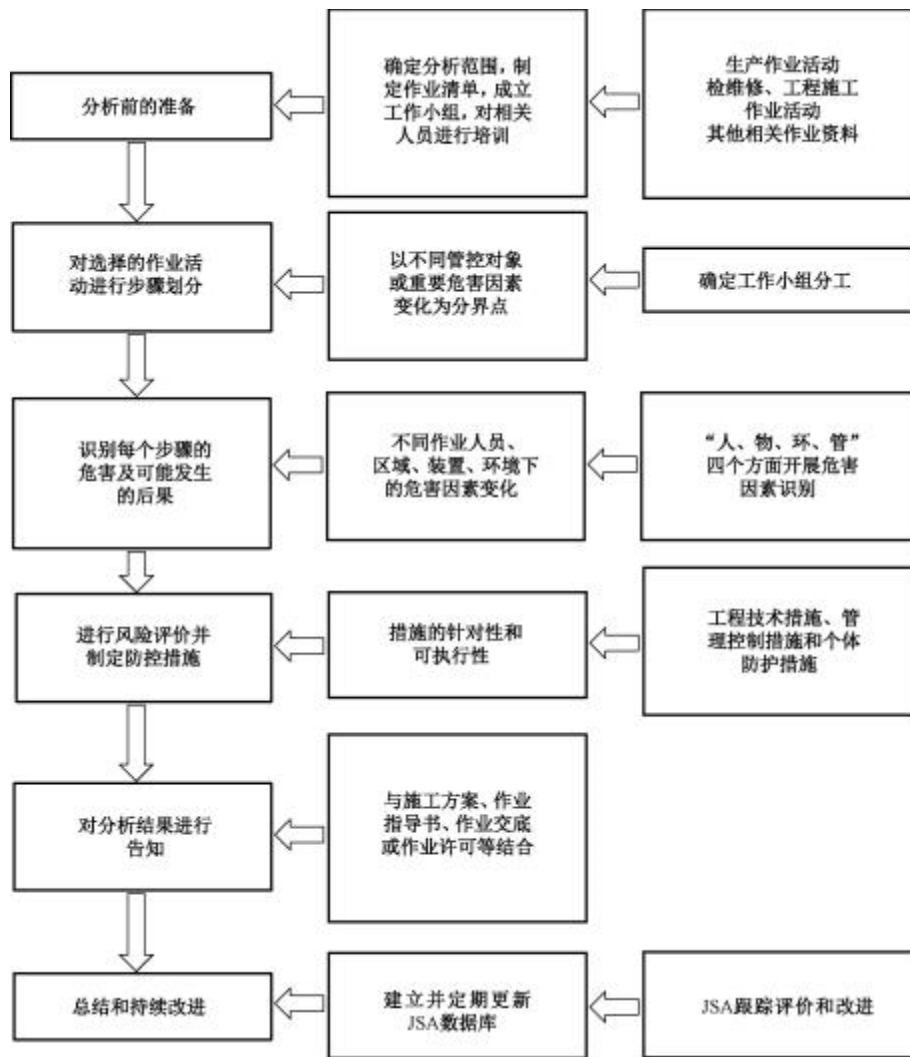 分析前的准备
确定分析范围，制
定作业清单，成立
工作小组，对相关
人员进行培训
生产作业活动
检维修、工程施工
作业活动
其他相关作业资料
对选择的作业活
动进行步骤划分
以不同管控对象
或重要危害因素
变化为分界点
确定工作小组分工
识别每个步骤的
危害及可能发生
的后果
不同作业人员、
区域、装置、环境下
的危害因素变化
“人、物、环、管”
四个方面开展危害
因素识别
进行风险评价并
制定防控措施
措施的针对性和
可执行性
工程技术措施、管
理控制措施和个体
防护措施
对分析结果进行
告知
与施工方案、作业
指导书、作业交底
或作业许可等结合
总结和持续改进
建立并定期更新
JSA数据库
JSA跟踪评价和改进